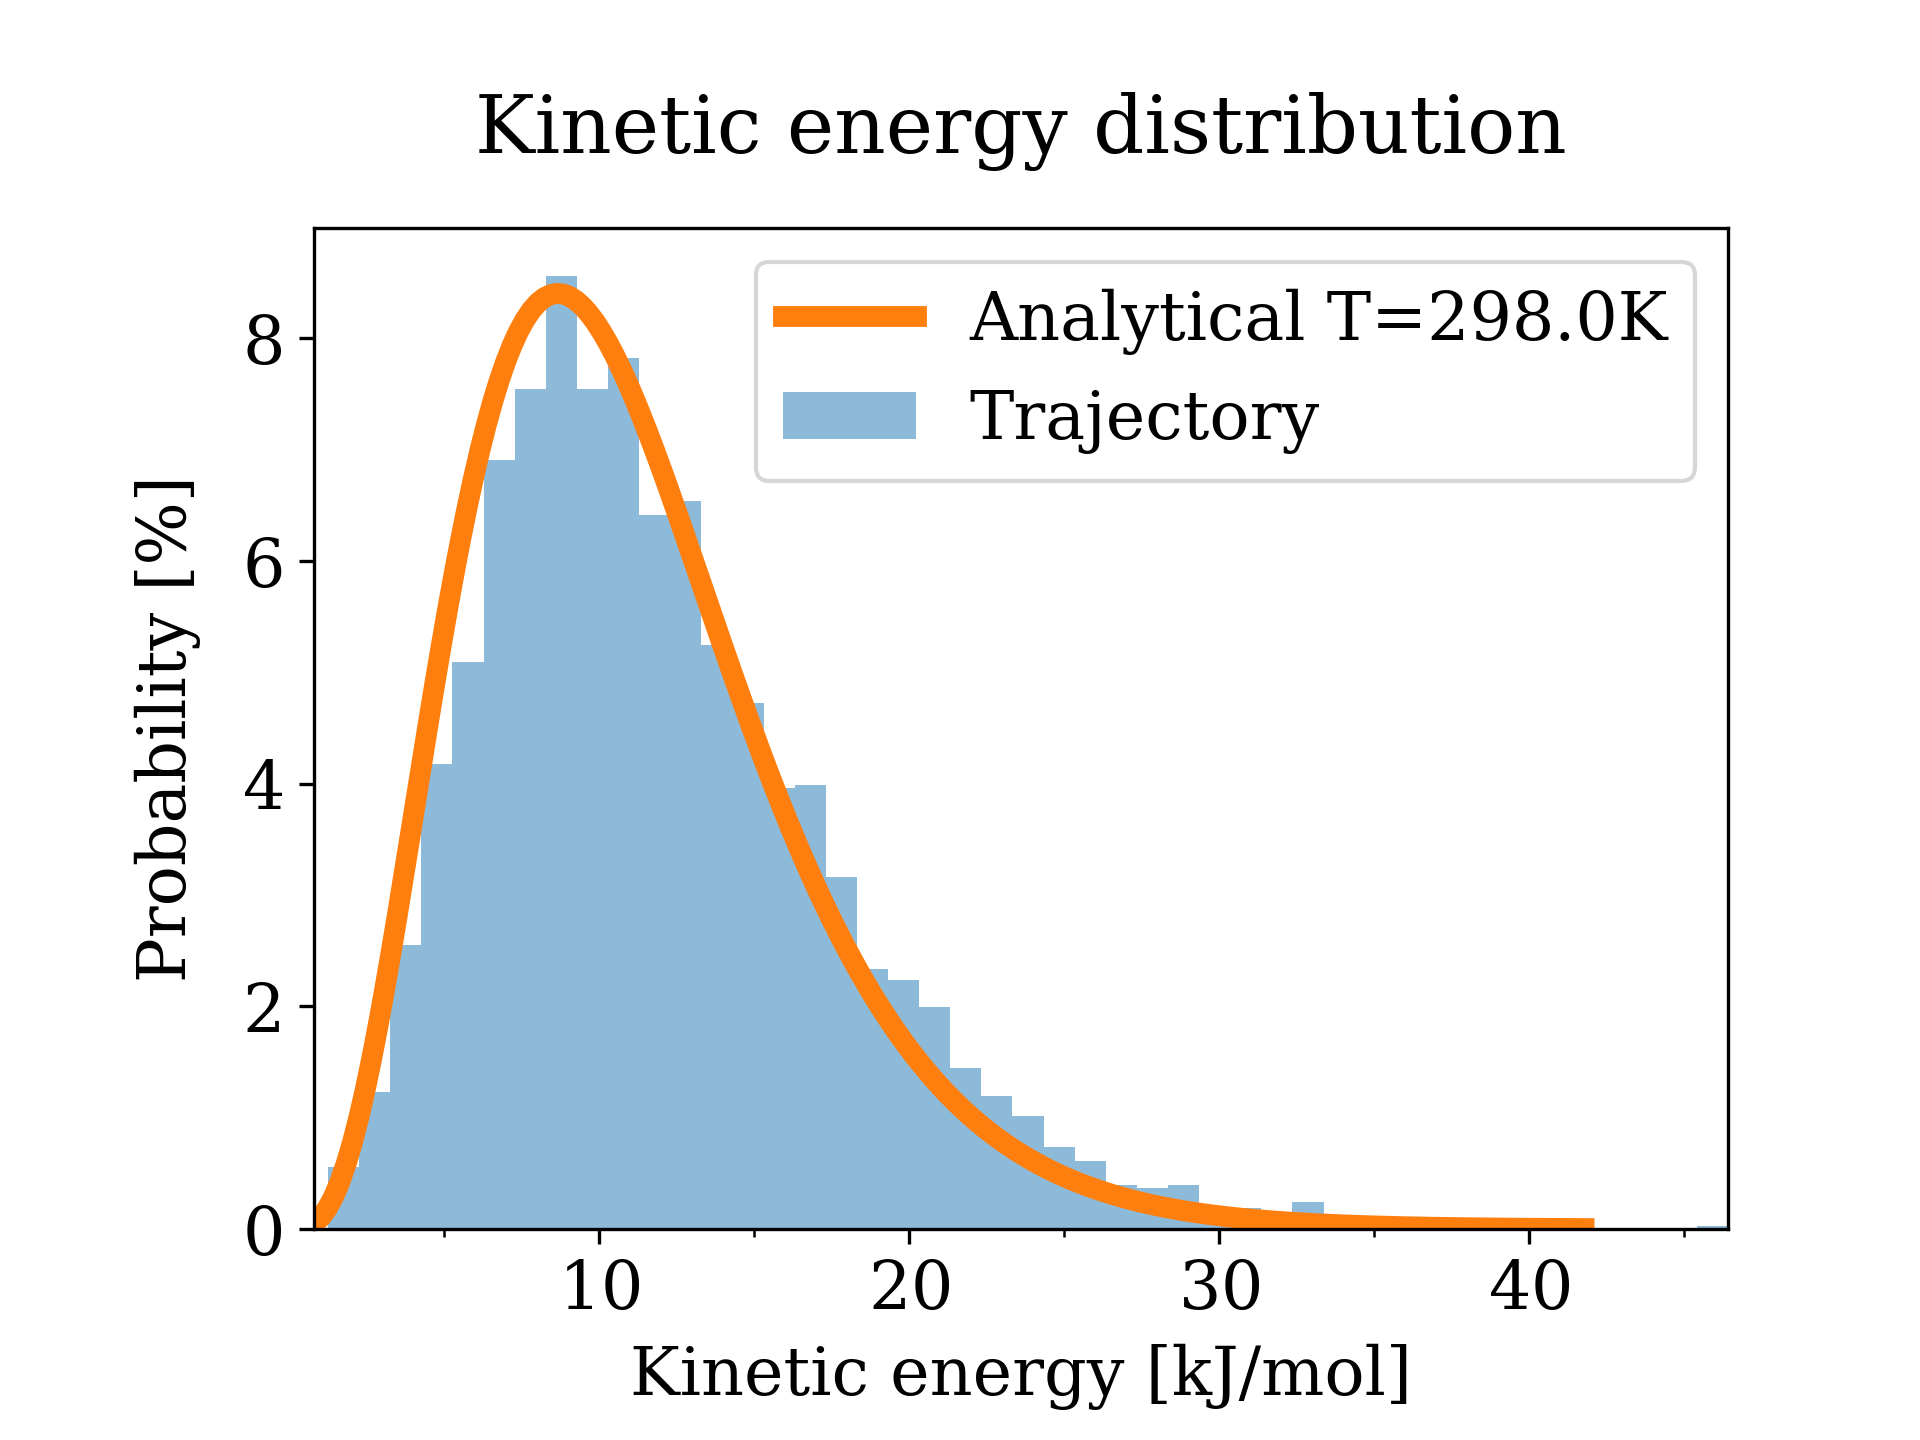 Kinetic energy distribution
Analytical T=298.0K
Trajectory
Probability [%]
8
6
4
2
0
10 20 30 40
Kinetic energy [kJ/mol]